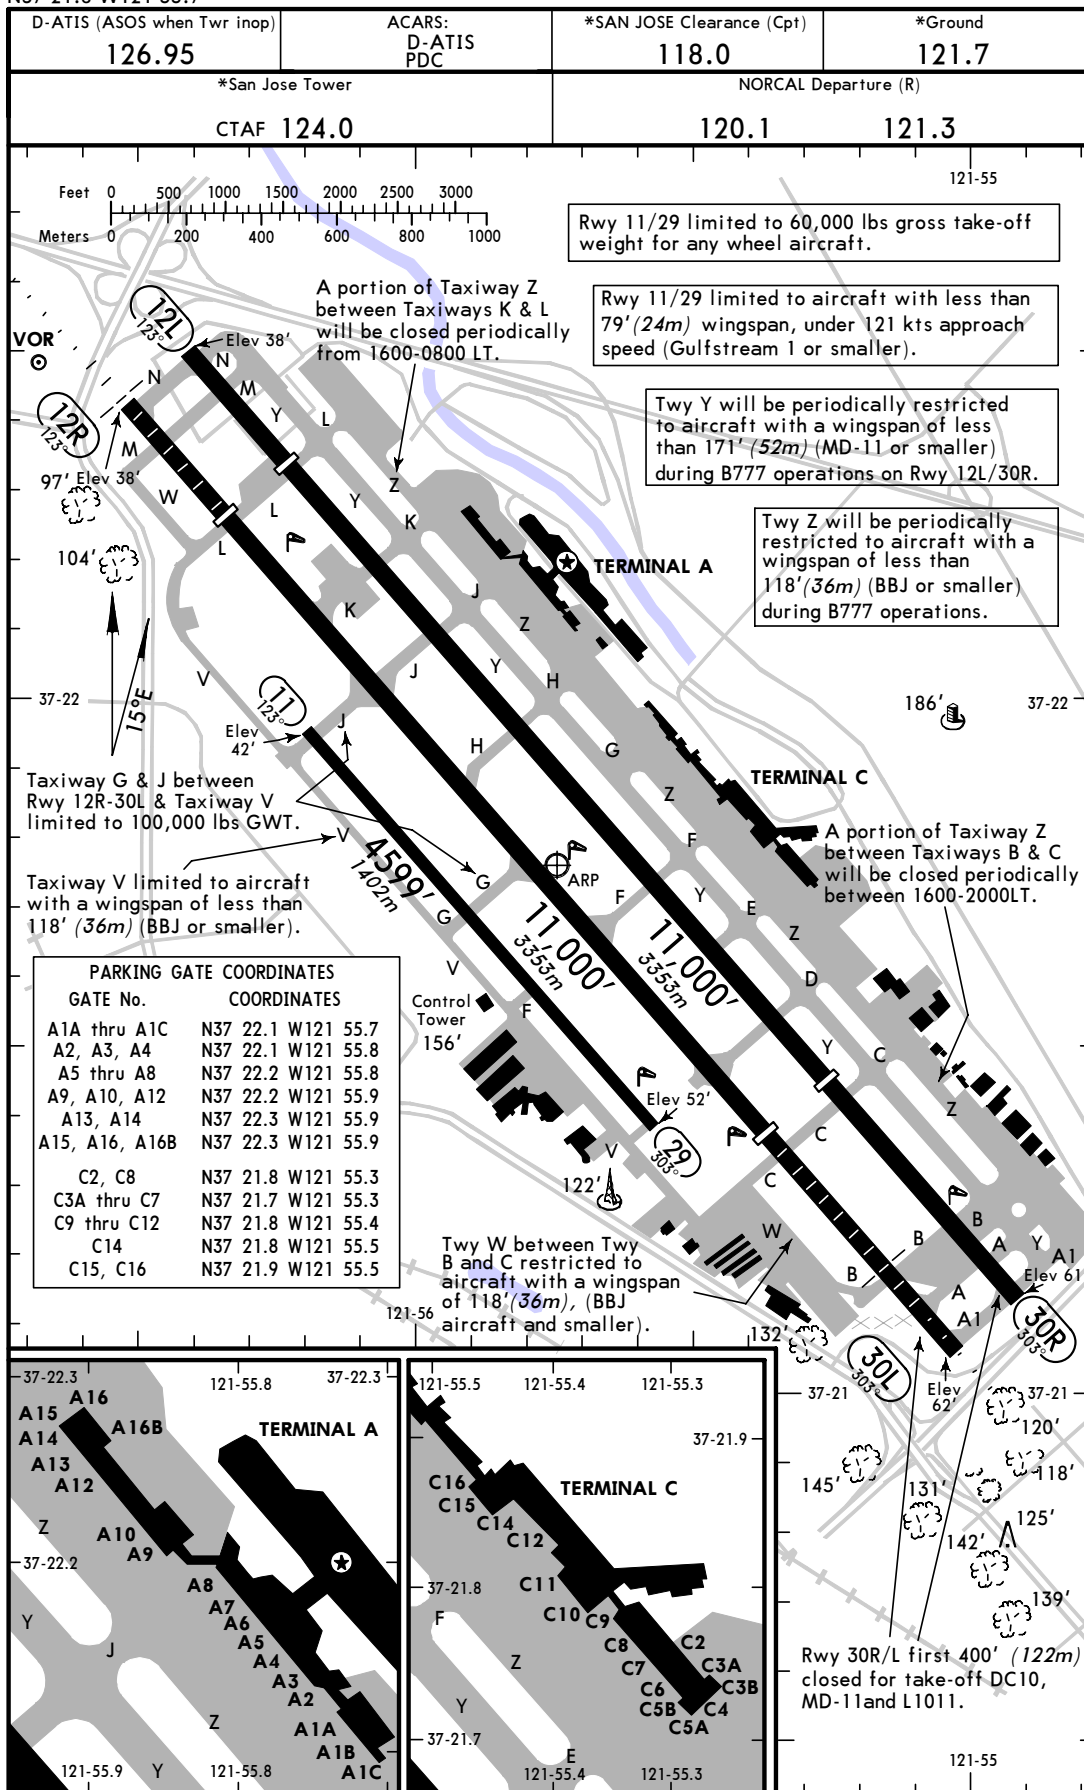 D-ATIS (ASOS when Twr inop)
126.95
ACARS:
D-ATIS
PDC
*SAN JOSE Clearance (Cpt)
118.0
*Ground
121.7
*San Jose Tower
CTAF 124.0
NORCAL Departure (R)
120.1 121.3
121-55
Feet 0 500 1000 1500 2000 2500 3000
Meters 0 200 400 600 800 1000
Rwy 11/29 limited to 60,000 lbs gross take-off
weight for any wheel aircraft.
A portion of Taxiway Z
between Taxiways K & L
will be closed periodically
from 1600-0800 LT.
Rwy 11/29 limited to aircraft with less than
79' (24m) wingspan, under 121 kts approach
speed (Gulfstream 1 or smaller).
Twy Y will be periodically restricted
to aircraft with a wingspan of less
than 171' (52m) (MD-11 or smaller)
during B777 operations on Rwy 12L/30R.
Twy Z will be periodically
restricted to aircraft with a
wingspan of less than
118' (36m) (BBJ or smaller)
during B777 operations.
VOR
12L
123°
Elev 38'
12R
123°
Elev 38'
N
N
M
M
Y
L
W
L
L
Y
Z
K
K
J
J
Z
Y
H
H
G
Z
97'
104'
15°E
V
TERMINAL A
37-22
186'
37-22
11
123°
Elev
42'
J
Taxiway G & J between
Rwy 12R-30L & Taxiway V
limited to 100,000 lbs GWT.
V
Taxiway V limited to aircraft
with a wingspan of less than
118' (36m) (BBJ or smaller).
4599'
1402m
G
G
V
F
ARP
F
F
Y
E
Z
D
11,000'
3353m
11,000'
3353m
TERMINAL C
A portion of Taxiway Z
between Taxiways B & C
will be closed periodically
between 1600-2000LT.
PARKING GATE COORDINATES
GATE No. COORDINATES
A1A thru A1C N37 22.1 W121 55.7
A2, A3, A4 N37 22.1 W121 55.8
A5 thru A8 N37 22.2 W121 55.8
A9, A10, A12 N37 22.2 W121 55.9
A13, A14 N37 22.3 W121 55.9
A15, A16, A16B N37 22.3 W121 55.9
C2, C8 N37 21.8 W121 55.3
C3A thru C7 N37 21.7 W121 55.3
C9 thru C12 N37 21.8 W121 55.4
C14 N37 21.8 W121 55.5
C15, C16 N37 21.9 W121 55.5
Control
Tower
156'
Y
C
Z
Elev 52'
29
303°
V
122'
C
C
W
B
B
B
A
Y
A1
A
A1
Elev 61'
30R
303°
Twy W between Twy
B and C restricted to
aircraft with a wingspan
of 118' (36m), (BBJ
aircraft and smaller).
121-56
132'
30L
303°
Elev
62'
37-21
37-21
120'
118'
145'
131'
125'
142'
139'
Rwy 30R/L first 400' (122m)
closed for take-off DC10,
MD-11and L1011.
121-55
37-22.3
121-55.8
37-22.3
A16
A15
A14
A16B
A13
A12
TERMINAL A
Z
A10
A9
37-22.2
A8
A7
A6
A5
A4
A3
A2
A1A
A1B
A1C
Y
J
Z
121-55.9
Y
121-55.8
121-55.5
121-55.4
121-55.3
37-21.9
C16
C15
C14
C12
TERMINAL C
C11
37-21.8
C10
C9
C8
C7
C6
C5B
C5A
C2
C3A
C3B
C4
F
Z
Y
37-21.7
E
121-55.4
121-55.3